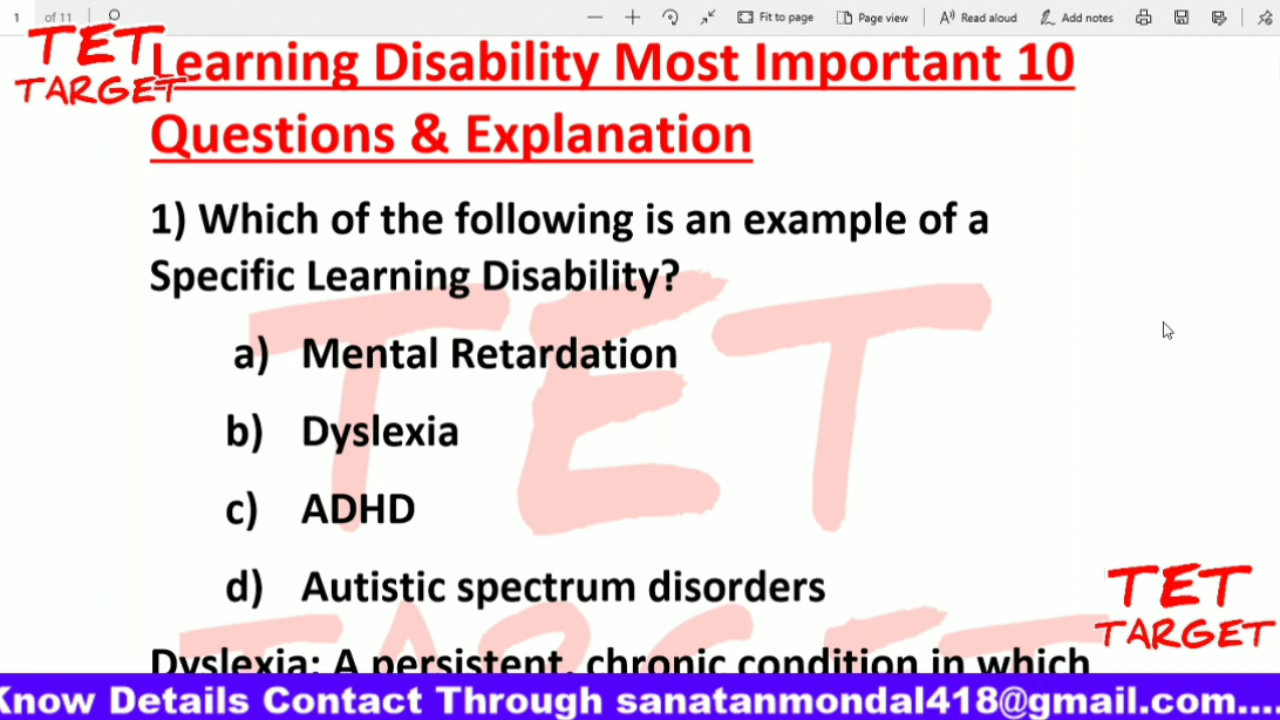 1 of 11
Fit to page
Page view
Read aloud
Add notes
TET
TARGET
Learning Disability Most Important 10
Questions & Explanation
1) Which of the following is an example of a
Specific Learning Disability?
a) Mental Retardation
b) Dyslexia
c) ADHD
d) Autistic spectrum disorders
Dyslexia: A persistent, chronic condition in which
TET
TARGET
TET
TARGET
Know Details Contact Through sanatanmondal418@gmail.com....